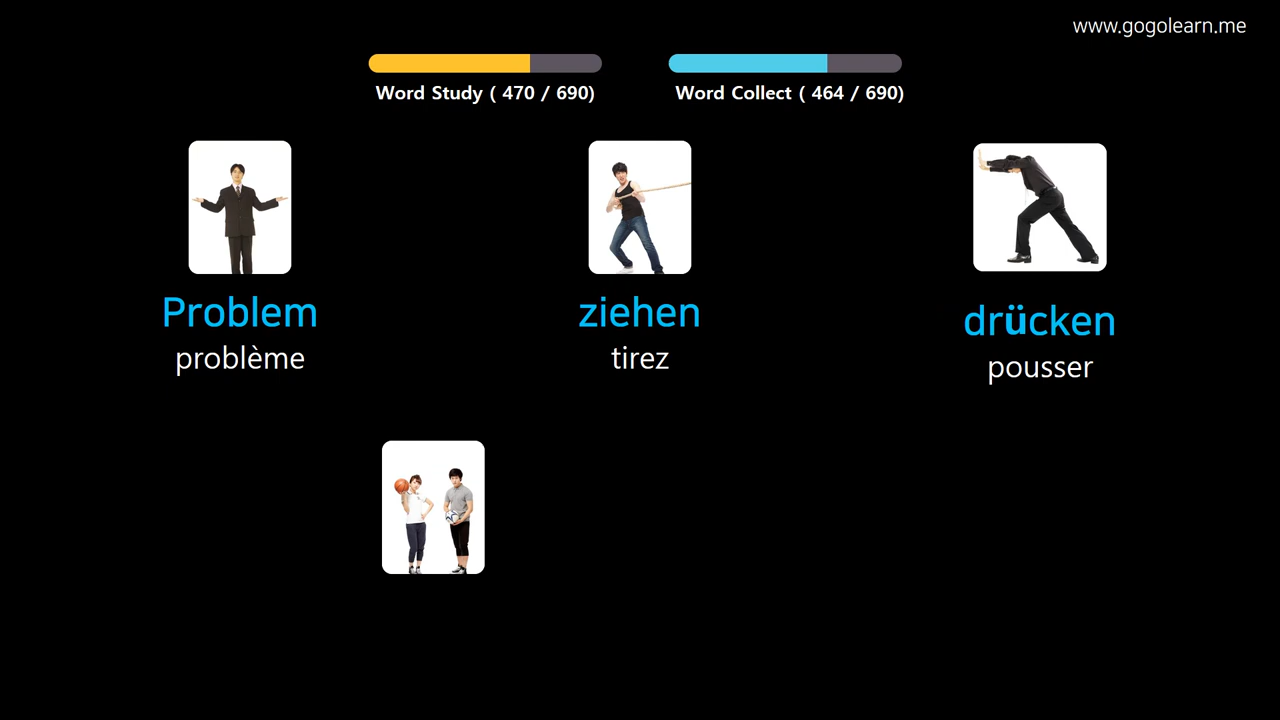 www.gogolearn.me
Word Study ( 470 / 690)
Word Collect ( 464 / 690)
Problem
problème
ziehen
tirez
drücken
pousser